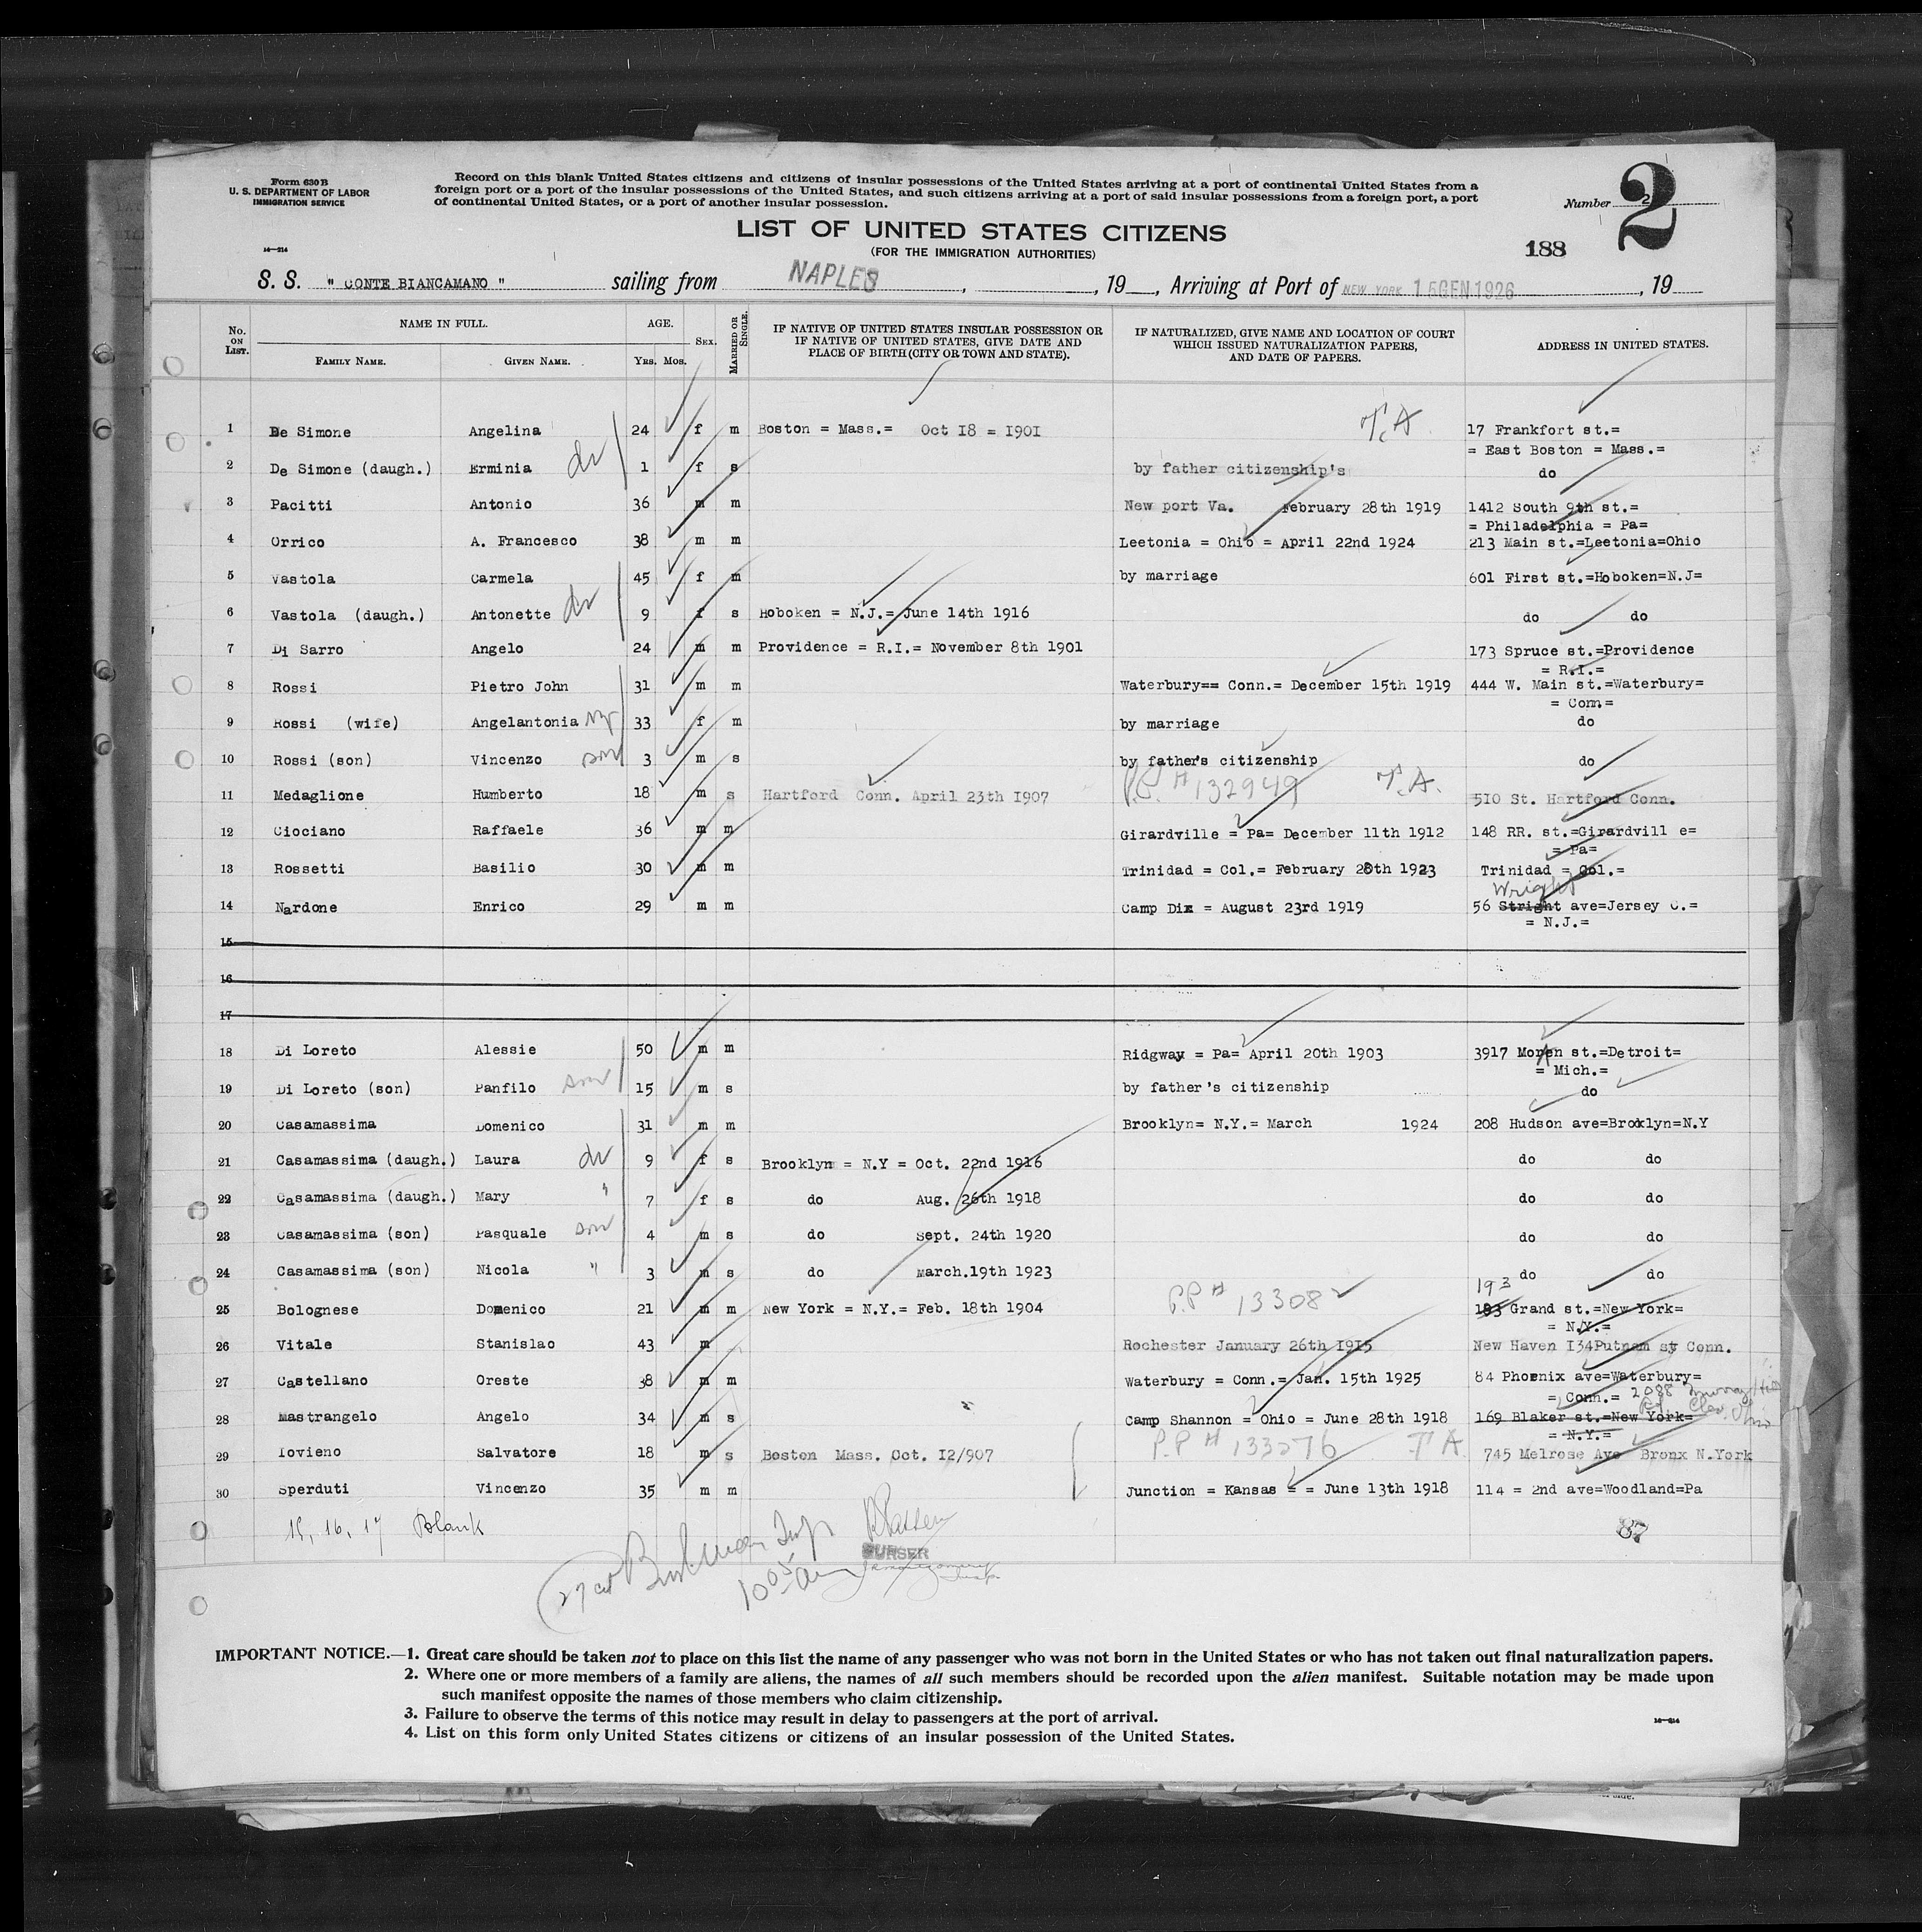 Form 630 B
U. S. DEPARTMENT OF LABOR
IMMIGRATION SERVICE
14—214
Record on this blank United States citizens and citizens of insular possessions of the United States arriving at a port of continental United States from a
foreign port or a port of the insular possessions of the United States, and such citizens arriving at a port of said insular possessions from a foreign port, a port
of continental United States, or a port of another insular possession.
Number 2
2
LIST OF UNITED STATES CITIZENS
(FOR THE IMMIGRATION AUTHORITIES)
188
S. S. " CONTE BIANCAMANO " sailing from NAPLES , , 19 , Arriving at Port of NEW YORK 15 GEN 1926 , 19
No. ON LIST. NAME IN FULL. AGE. SEX. MARRIED OR SINGLE. IF NATIVE OF UNITED STATES INSULAR POSSESSION OR IF NATIVE OF UNITED STATES, GIVE DATE AND PLACE OF BIRTH (CITY OR TOWN AND STATE). IF NATURALIZED, GIVE NAME AND LOCATION OF COURT WHICH ISSUED NATURALIZATION PAPERS, AND DATE OF PAPERS. ADDRESS IN UNITED STATES.
FAMILY NAME. GIVEN NAME. YRS. MOS.
T.A.
1 De Simone Angelina 24 f m Boston = Mass.= Oct I8 = I90I 17 Frankfort st.=
= East Boston = Mass.=
2 De Simone (daugh.) Erminia 1 f s by father citizenship's do
3 Pacitti Antonio 36 m m New port Va. February 28th 1919 1412 South 9th st.=
= Philadelphia = Pa=
4 Orrico A. Francesco 38 m m Leetonia = Ohio = April 22nd 1924 213 Main st.=Leetonia=Ohio
5 Vastola Carmela 45 f m by marriage 601 First st.=Hoboken=N.J=
6 Vastola (daugh.) Antonette 9 f s Hoboken = N.J.= June 14th 1916 do do
7 Di Sarro Angelo 24 m m Providence = R.I.= November 8th 1901 173 Spruce st.=Providence
= R.I.=
8 Rossi Pietro John 31 m m Waterbury== Conn.= December 15th 1919 444 W. Main st.=Waterbury=
= Conn=
9 Rossi (wife) Angelantonia 33 f m by marriage do
10 Rossi (son) Vincenzo son 3 m s by father's citizenship do
P.P. # 132949 T.A.
11 Medaglione Humberto 18 m s Hartford Conn. April 23th I907 5I0 St. Hartford Conn.
12 Ciociano Raffaele 36 m m Girardville = Pa= December 11th 1912 148 RR. st.=Girardvill e=
= Pa=
13 Rossetti Basilio 30 m m Trinidad = Col.= February 28th 1923 Trinidad = Col.=
Wright
14 Nardone Enrico 29 m m Camp Dix = August 23rd 1919 56 Stright ave=Jersey C.=
= N.J.=
15
16
17
18 Di Loreto Alessie 50 m m Ridgway = Pa= April 20th 1903 3917 Moren st.=Detroit=
= Mich.=
19 Di Loreto (son) Panfilo son 15 m s by father's citizenship do
20 Casamassima Domenico 31 m m Brooklyn= N.Y.= March 1924 208 Hudson ave=Broklyn=N.Y
21 Casamassima (daugh.) Laura 9 f s Brooklyn = N.Y = Oct. 22nd 1916 do do
22 Casamassima (daugh.) Mary " 7 f s do Aug. 26th 1918 do do
23 Casamassima (son) Pasquale son 4 m s do Sept. 24th 1920 do do
24 Casamassima (son) Nicola " 3 m s do March.19th 1923 do do
P.P # 13308 193
25 Bolognese Domenico 21 m m New York = N.Y.= Feb. 18th 1904 183 Grand st.=New York=
= N.Y.=
26 Vitale Stanislao 43 m Rochester January 26th I9I5 New Haven I34Putnam st Conn.
27 Castellano Oreste 38 m m Waterbury = Conn.= Jan. 15th 1925 84 Phoenix ave=Waterbury=
= Conn.= 2088 Murray Hill
Rd Clev. Ohio
28 Mastrangelo Angelo 34 m s Camp Shannon = Ohio = June 28th 1918 169 Blaker st.=New York=
= N.Y.=
P.P # 133276 T A.
29 Iovieno Salvatore 18 m s Boston Mass. Oct. I2/907 745 Melrose Ave Bronx N.York
30 Sperduti Vincenzo 35 m m Junction = Kansas = = June 13th 1918 114 = 2nd ave=Woodland=Pa
15, 16, 17 Blank
87
27 cit
PURSER
IMPORTANT NOTICE.—1. Great care should be taken not to place on this list the name of any passenger who was not born in the United States or who has not taken out final naturalization papers.
2. Where one or more members of a family are aliens, the names of all such members should be recorded upon the alien manifest. Suitable notation may be made upon
such manifest opposite the names of those members who claim citizenship.
3. Failure to observe the terms of this notice may result in delay to passengers at the port of arrival.
4. List on this form only United States citizens or citizens of an insular possession of the United States.
14—214